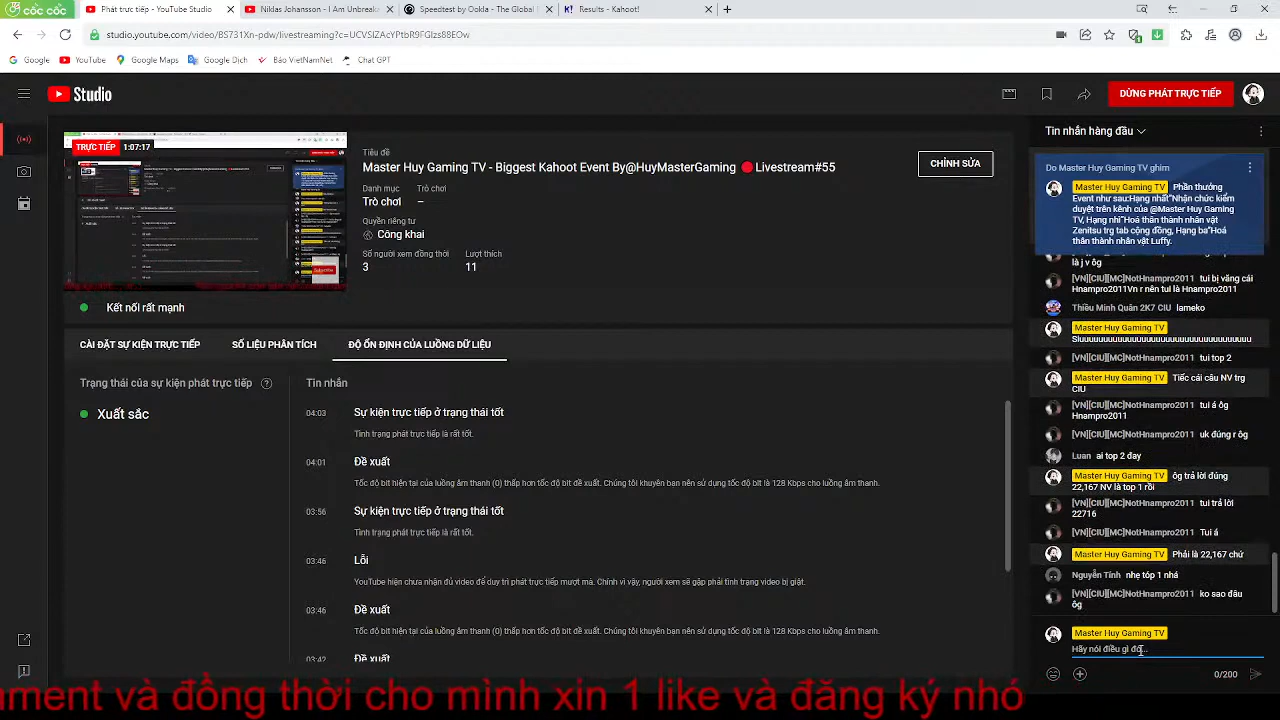 cốc cốc
Phát trực tiếp - YouTube Studio
Niklas Johansson - I Am Unbreak
Speedtest by Ookla - The Global
Results - Kahoot!
studio.youtube.com/video/BS731Xn-pdw/livestreaming?c=UCVSIZAcYPtbR9FGIzs88EOw
Google
YouTube
Google Maps
Google Dịch
Báo VietNamNet
Chat GPT
Studio
DỪNG PHÁT TRỰC TIẾP
TRỰC TIẾP 1:07:17
Tiêu đề
Master Huy Gaming TV - Biggest Kahoot Event By@HuyMasterGaming 🔴Livestream#55
CHỈNH SỬA
Danh mục Trò chơi
Trò chơi –
Quyền riêng tư
Công khai
Số người xem đồng thời Lượt thích
3 11
Kết nối rất mạnh
CÀI ĐẶT SỰ KIỆN TRỰC TIẾP SỐ LIỆU PHÂN TÍCH ĐỘ ỔN ĐỊNH CỦA LUỒNG DỮ LIỆU
Trạng thái của sự kiện phát trực tiếp
Xuất sắc
Tin nhắn
04:03 Sự kiện trực tiếp ở trạng thái tốt
Tình trạng phát trực tiếp là rất tốt.
04:01 Đề xuất
Tốc độ bit hiện tại của luồng âm thanh (0) thấp hơn tốc độ bit đề xuất. Chúng tôi khuyên bạn nên sử dụng tốc độ bit là 128 Kbps cho luồng âm thanh.
03:56 Sự kiện trực tiếp ở trạng thái tốt
Tình trạng phát trực tiếp là rất tốt.
03:46 Lỗi
YouTube hiện chưa nhận đủ video để duy trì phát trực tiếp mượt mà. Chính vì vậy, người xem sẽ gặp phải tình trạng video bị giật.
03:46 Đề xuất
Tốc độ bit hiện tại của luồng âm thanh (0) thấp hơn tốc độ bit đề xuất. Chúng tôi khuyên bạn nên sử dụng tốc độ bit là 128 Kbps cho luồng âm thanh.
03:42 Đề xuất
Tin nhắn hàng đầu
Do Master Huy Gaming TV ghim
Master Huy Gaming TV Phần thưởng
Event như sau:Hạng nhất"Nhận chức kiểm
duyệt trên kênh của @Master Huy Gaming
TV, Hạng nhì"Hoá thân thành nhân vật
Zenitsu trg tab cộng đồng, Hạng ba"Hoá
thân thành nhân vật Luffy.
là j v ôg
[VN][CIU][MC]NotHnampro2011 tui bị văng cái
Hnampro2011Vn r nên tui là Hnampro2011
Thiều Minh Quân 2K7 CIU lameko
Master Huy Gaming TV
[VN][CIU][MC]NotHnampro2011 tui top 2
Master Huy Gaming TV Tiếc cái câu NV trg
CIU
[VN][CIU][MC]NotHnampro2011 tui á ôg
Hnampro2011
[VN][CIU][MC]NotHnampro2011 uk đúng r ôg
Luan ai top 2 day
Master Huy Gaming TV ôg trả lời đúng
22,167 NV là top 1 rồi
[VN][CIU][MC]NotHnampro2011 tui trả lời
22716
[VN][CIU][MC]NotHnampro2011 Tui á
Master Huy Gaming TV Phải là 22,167 chứ
Nguyễn Tính nhẹ tóp 1 nhá
[VN][CIU][MC]NotHnampro2011 ko sao đâu
ôg
Master Huy Gaming TV
Hãy nói điều gì đó...
0/200
mment và đồng thời cho mình xin 1 like và đăng ký nhó